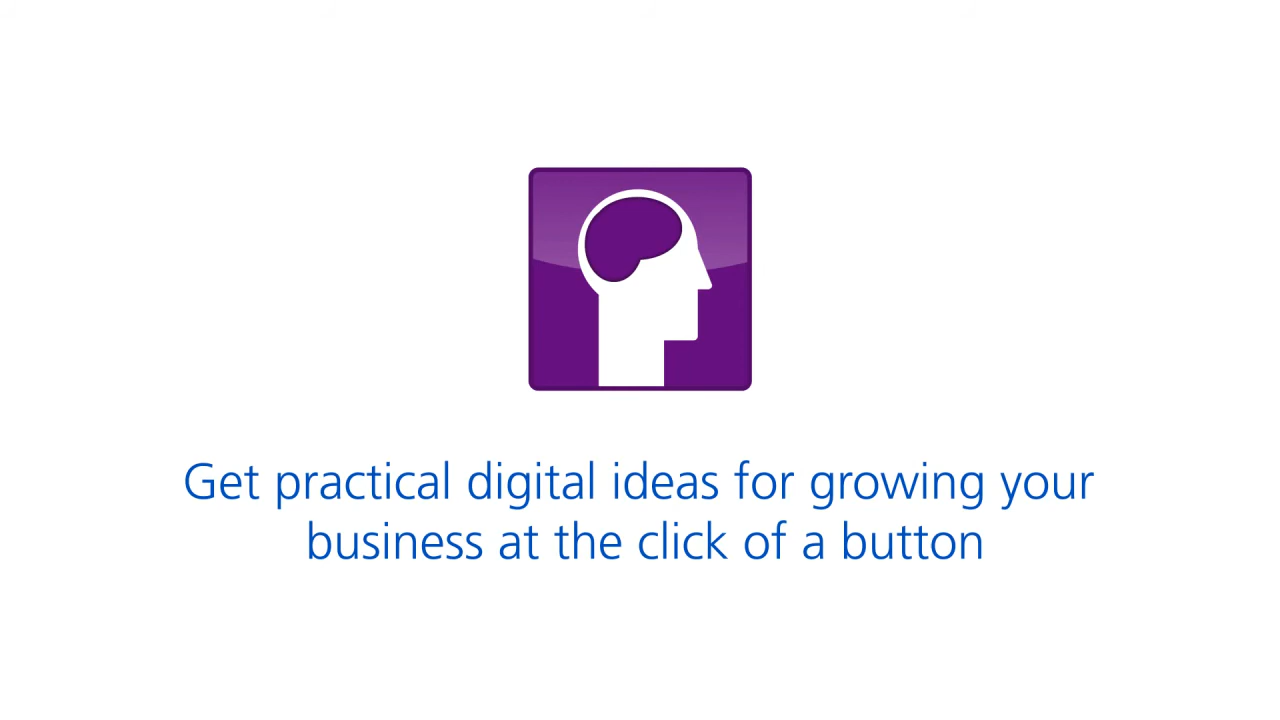 Get practical digital ideas for growing your
business at the click of a button